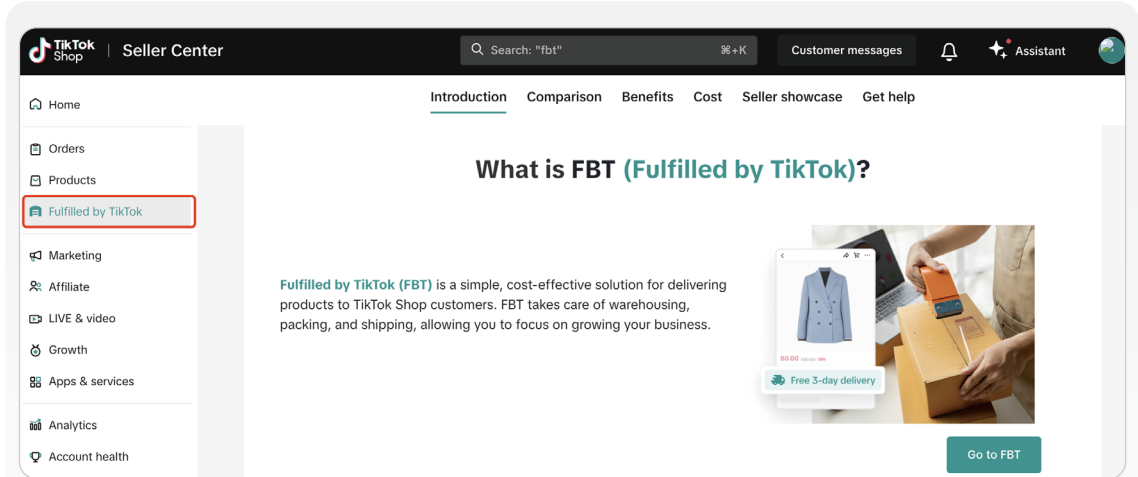 TikTok
Shop
Seller Center
Search: "fbt"
⌘+K
Customer messages
Assistant
Home
Orders
Products
Fulfilled by TikTok
Marketing
Affiliate
LIVE & video
Growth
Apps & services
Analytics
Account health
Introduction
Comparison
Benefits
Cost
Seller showcase
Get help
What is FBT (Fulfilled by TikTok)?
Fulfilled by TikTok (FBT) is a simple, cost-effective solution for delivering
products to TikTok Shop customers. FBT takes care of warehousing,
packing, and shipping, allowing you to focus on growing your business.
80.00
Free 3-day delivery
Go to FBT